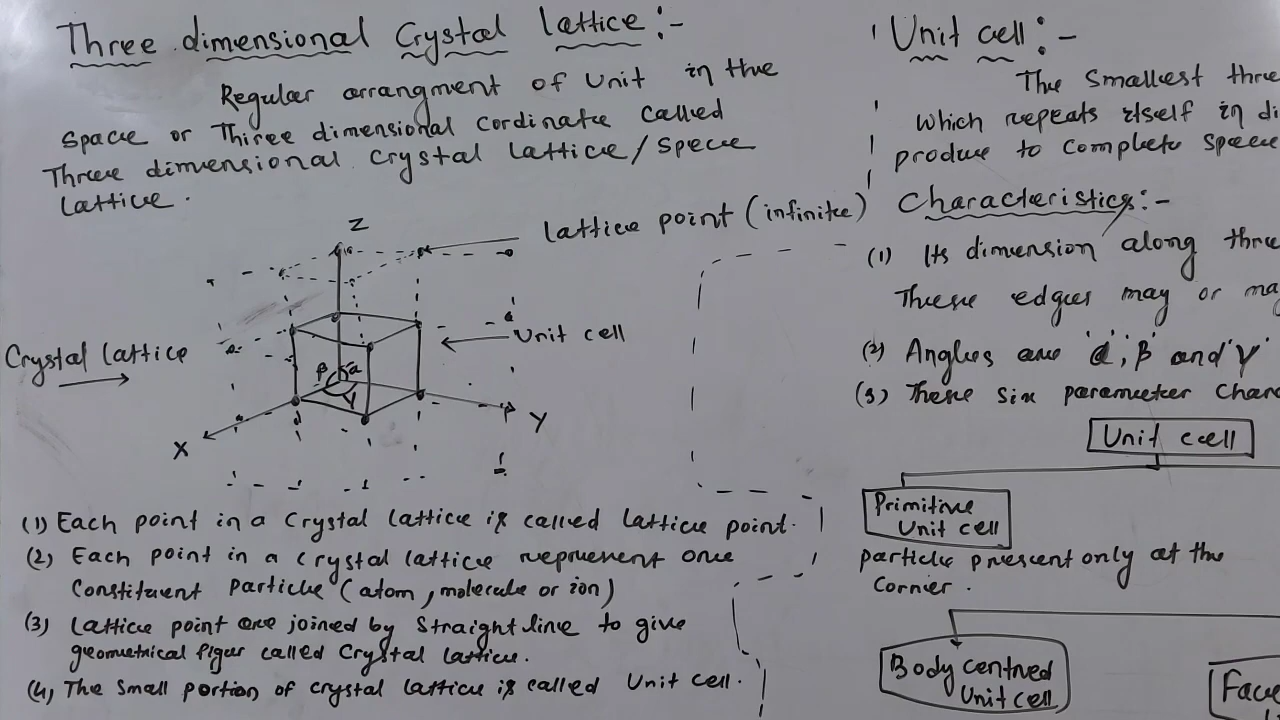 Three dimensional Crystal lattice :-
Regular arrangment of Unit in the
space or Three dimensional cordinate called
Three dimensional crystal lattice/spece
lattice.
Z
lattice point (infinite)
Crystal lattice
Unit cell
β α
γ
X
Y
(1) Each point in a crystal lattice is called lattice point.
(2) Each point in a crystal lattice represent one
constituent particle (atom, molecule or ion)
(3) lattice point are joined by straight line to give
geometrical figer called crystal lattice.
(4) The small portion of crystal lattice is called Unit cell.
Unit cell :-
The smallest thre
which repeats itself in di
produce to complete spece
Characteristics :-
(1) Its dimension along thre
These edges may or ma
(2) Angles are 'α', 'β' and 'γ'
(3) These six parameter Char
Unit cell
Primitive
Unit cell
particle prescent only at the
corner.
Body centred
Unit cell
Face